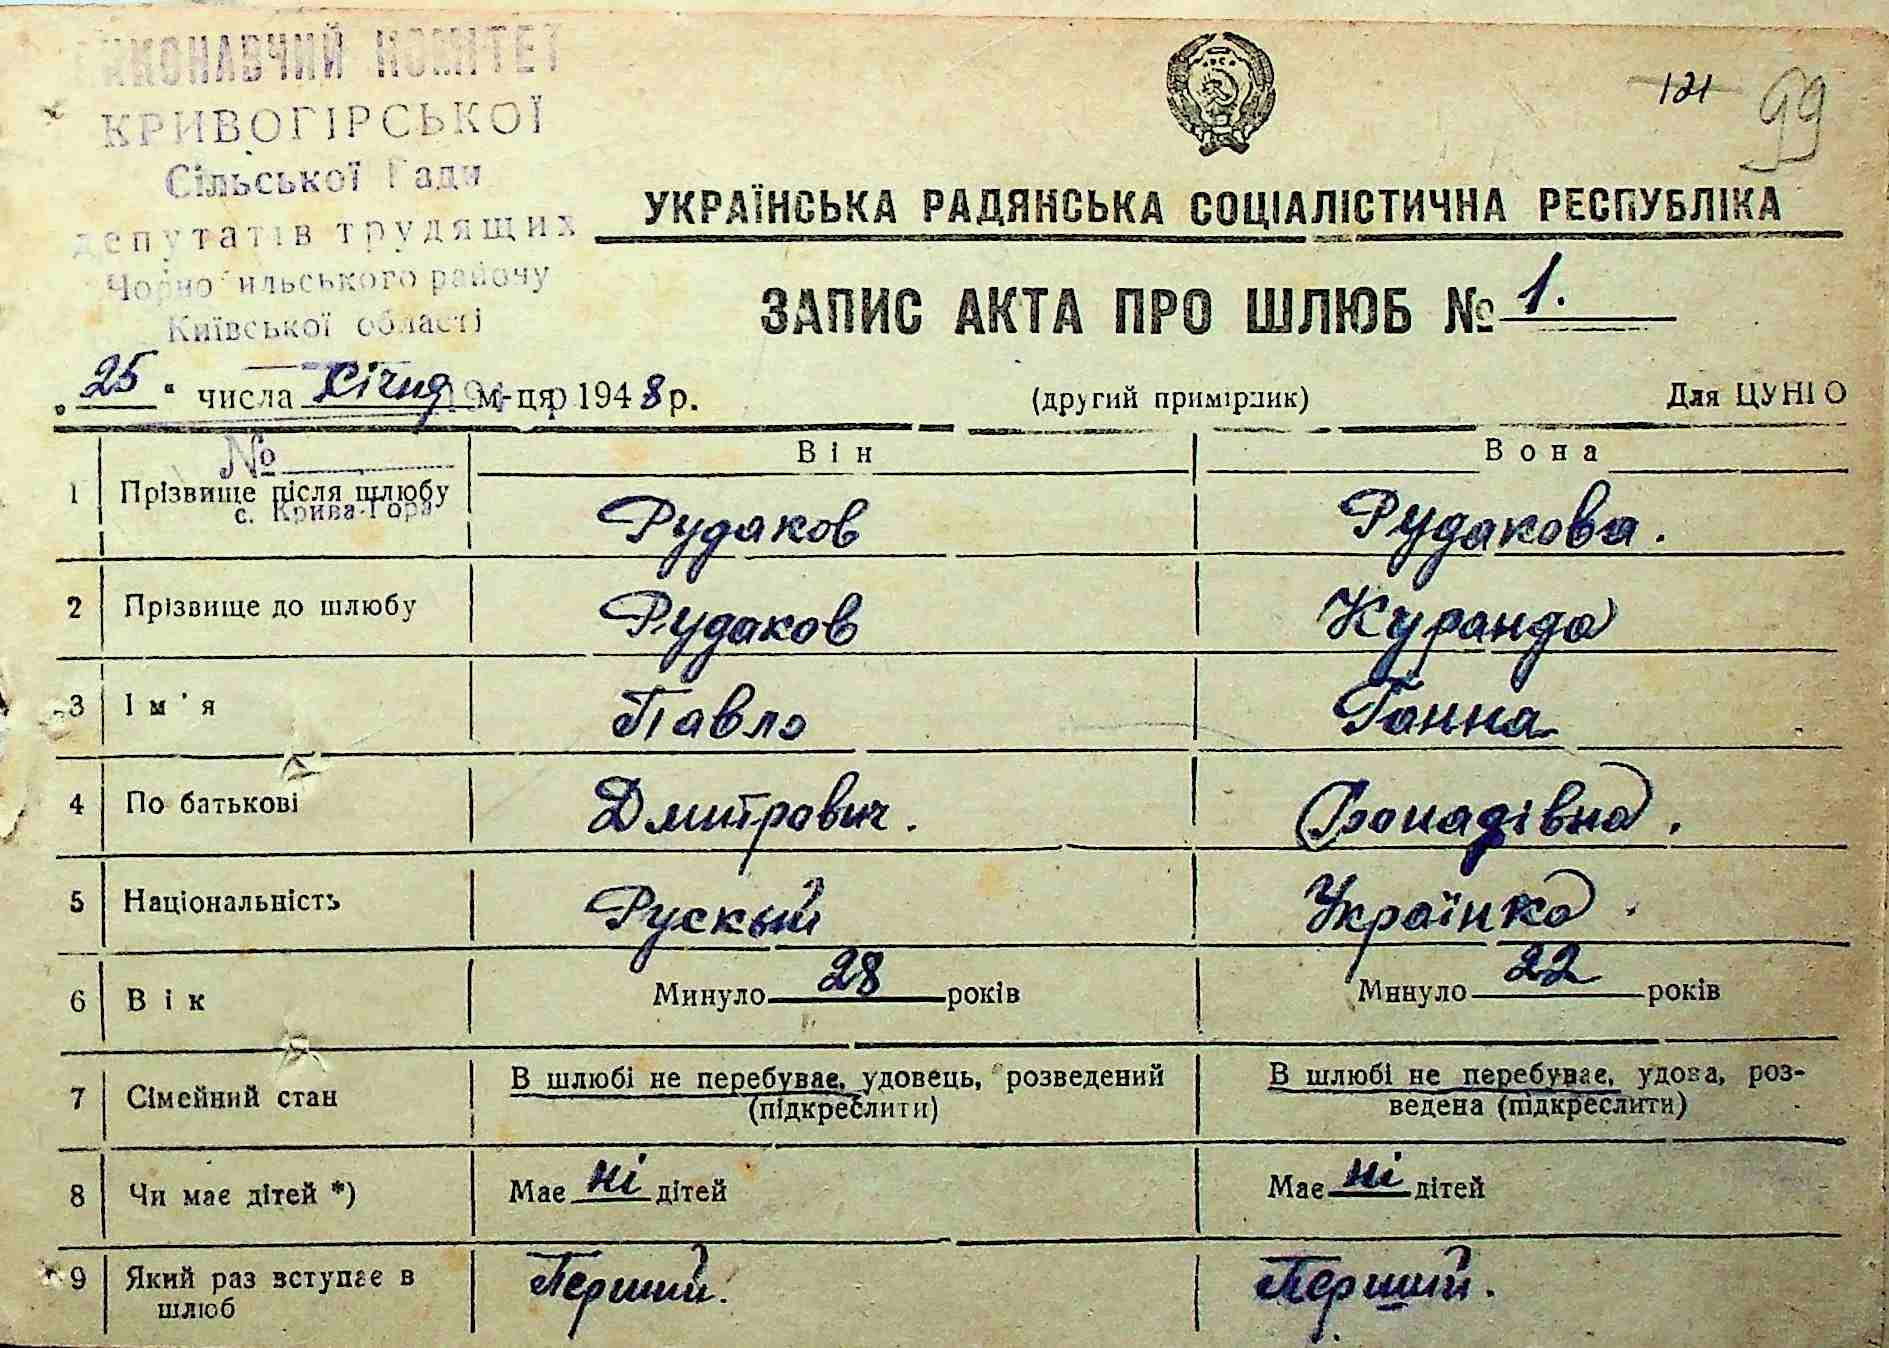 ВИКОНАВЧИЙ КОМІТЕТ
КРИВОГІРСЬКОЇ
Сільської Ради
депутатів трудящих
Чорнобильського району
Київської області
121 99
УКРАЇНСЬКА РАДЯНСЬКА СОЦІАЛІСТИЧНА РЕСПУБЛІКА
ЗАПИС АКТА ПРО ШЛЮБ № 1.
„25“ числа Січня м-ця 1948 р. (другий примірник) Для ЦУНГО
№
Він Вона
1 Прізвище після шлюбу Рудаков Рудакова.
с. Крива-Гора
2 Прізвище до шлюбу Рудаков Куранда
3 Ім'я Павло Ганна
4 По батькові Дмитрович.
5 Національність Рускый Українка.
6 Вік Минуло 28 років Минуло 22 років
7 Сімейний стан В шлюбі не перебуває, удовець, розведений В шлюбі не перебуває, удова, роз-
(підкреслити) ведена (підкреслити)
8 Чи має дітей *) Має ні дітей Має ні дітей
9 Який раз вступає в Перший. Перший.
шлюб